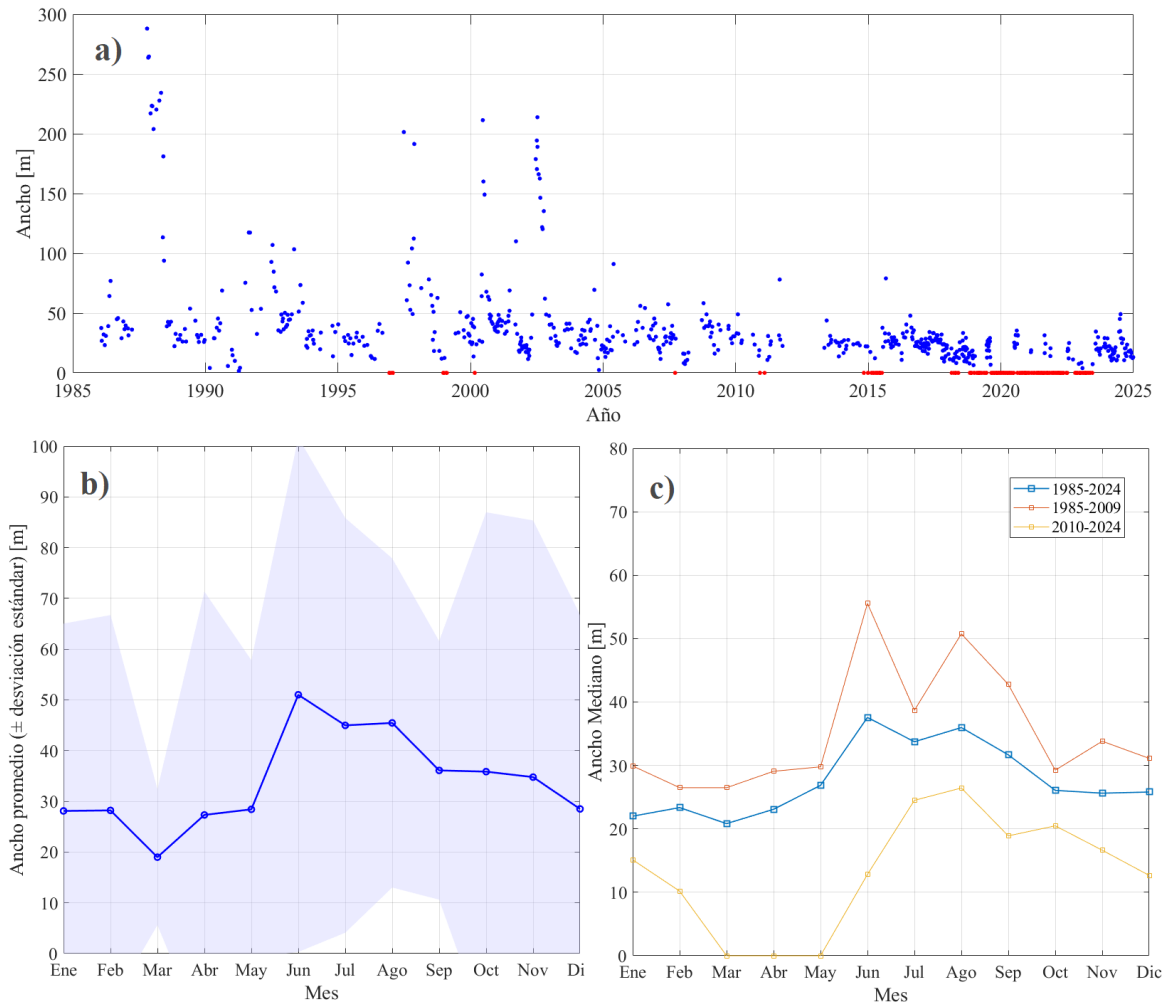 a)
Ancho [m]
300
250
200
150
100
50
0
1985
1990
1995
2000
2005
2010
2015
2020
2025
Año
b)
Ancho promedio (± desviación estándar) [m]
100
90
80
70
60
50
40
30
20
10
0
Ene
Feb
Mar
Abr
May
Jun
Jul
Ago
Sep
Oct
Nov
Di
Mes
c)
Ancho Mediano [m]
80
70
60
50
40
30
20
10
0
1985-2024
1985-2009
2010-2024
Ene
Feb
Mar
Abr
May
Jun
Jul
Ago
Sep
Oct
Nov
Dic
Mes